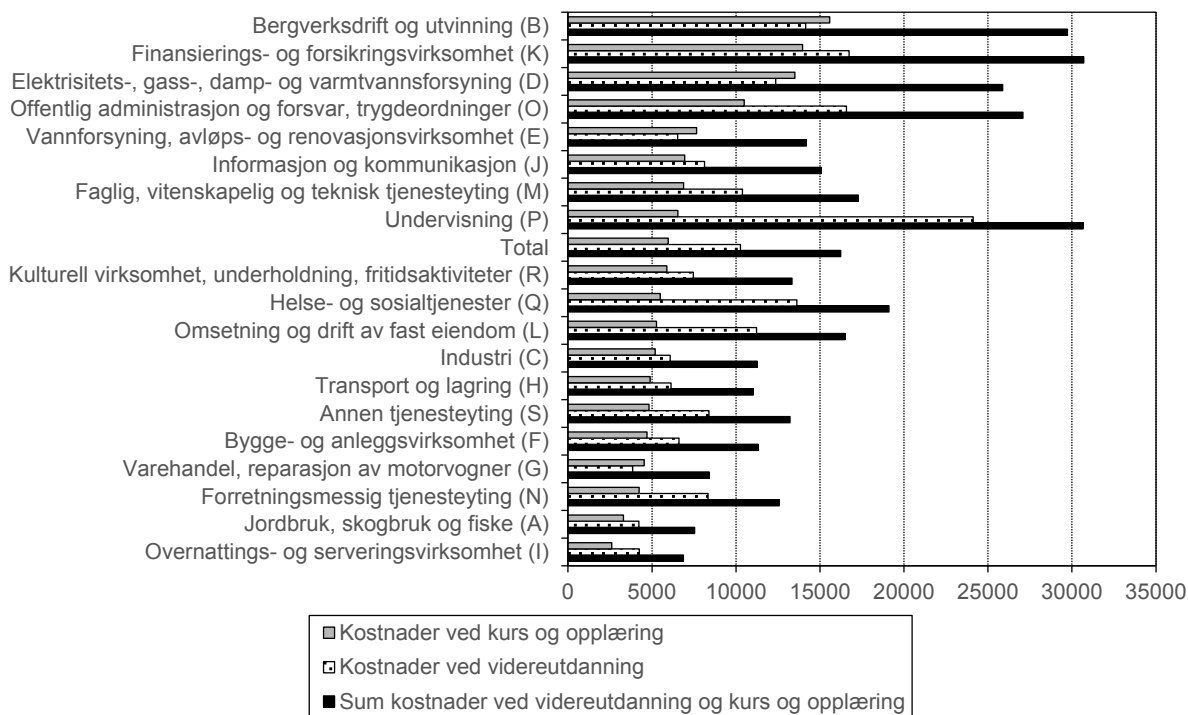 Bergverksdrift og utvinning (B)
Finansierings- og forsikringsvirksomhet (K)
Elektrisitets-, gass-, damp- og varmtvannsforsyning (D)
Offentlig administrasjon og forsvar, trygdeordninger (O)
Vannforsyning, avløps- og renovasjonsvirksomhet (E)
Informasjon og kommunikasjon (J)
Faglig, vitenskapelig og teknisk tjenesteyting (M)
Undervisning (P)
Total
Kulturell virksomhet, underholdning, fritidsaktiviteter (R)
Helse- og sosialtjenester (Q)
Omsetning og drift av fast eiendom (L)
Industri (C)
Transport og lagring (H)
Annen tjenesteyting (S)
Bygge- og anleggsvirksomhet (F)
Varehandel, reparasjon av motorvogner (G)
Forretningsmessig tjenesteyting (N)
Jordbruk, skogbruk og fiske (A)
Overnattings- og serveringsvirksomhet (I)
0 5000 10000 15000 20000 25000 30000 35000
Kostnader ved kurs og opplæring
Kostnader ved videreutdanning
Sum kostnader ved videreutdanning og kurs og opplæring